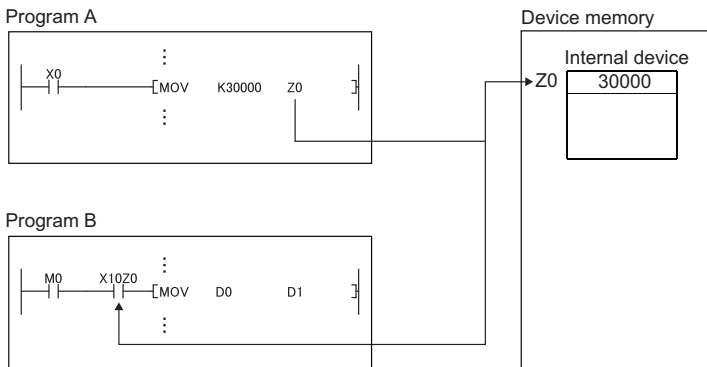 Program A
X0
MOV K30000 Z0
Device memory
Internal device
Z0 30000
Program B
M0 X10Z0
MOV D0 D1